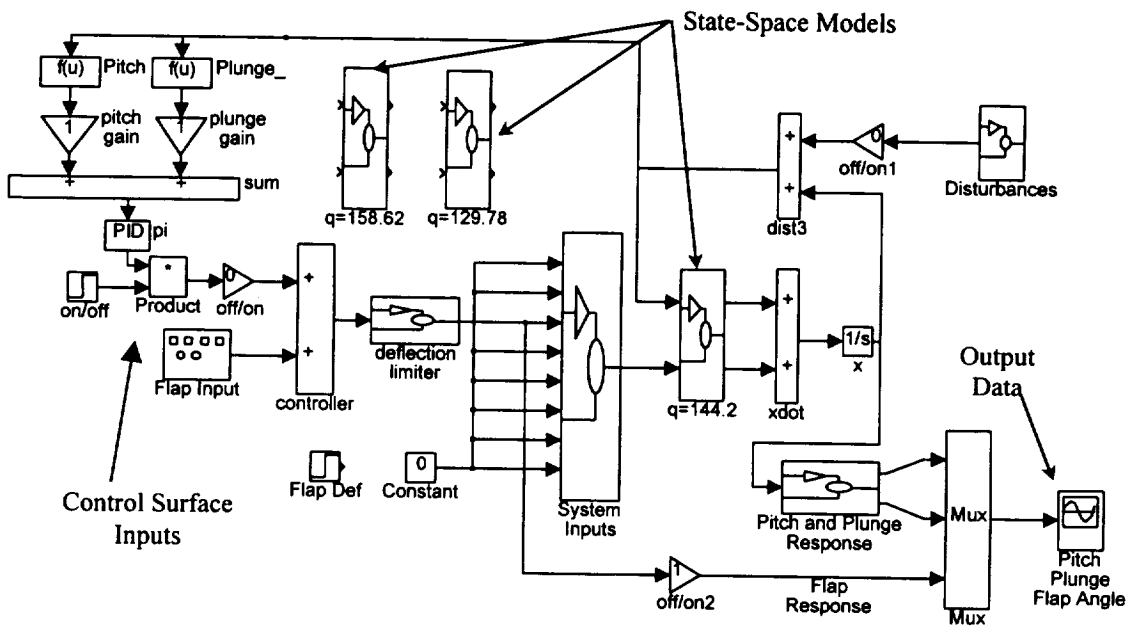 State-Space Models
f(u)
Pitch
f(u)
Plunge_
1
pitch
gain
1
plunge
gain
+
+
sum
PID
pi
q=158.62
q=129.78
+
+
dist3
0
off/on1
Disturbances
on/off
*
Product
0
off/on
+
+
controller
Flap Input
deflection
limiter
Control Surface
Inputs
Flap Def
0
Constant
System
Inputs
q=144.2
+
+
xdot
1/s
x
Output
Data
Pitch and Plunge
Response
1
off/on2
Flap
Response
Mux
Mux
Pitch
Plunge
Flap Angle